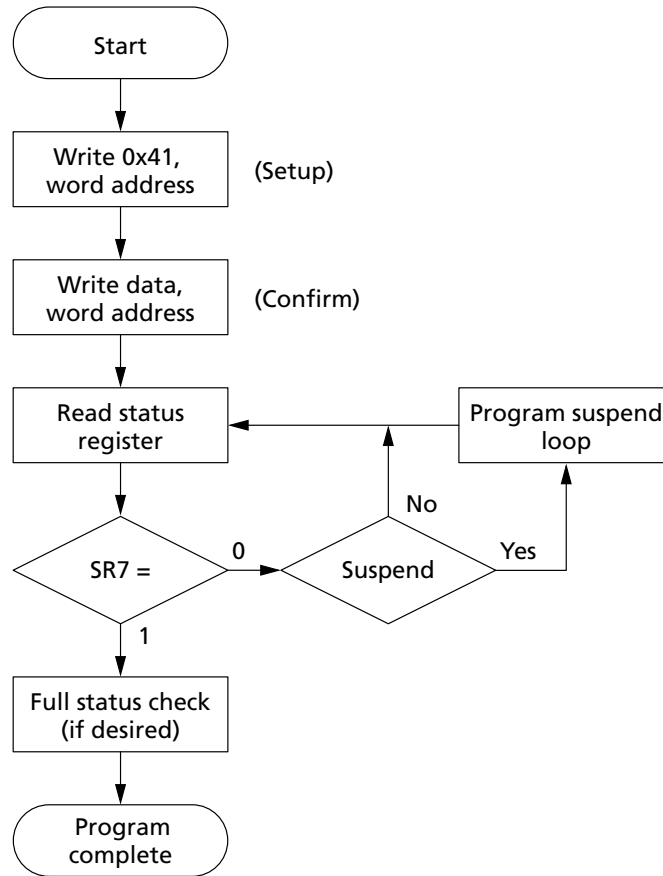 Start
Write 0x41,
word address
(Setup)
Write data,
word address
(Confirm)
Read status
register
Program suspend
loop
No
SR7 =
0
Suspend
Yes
1
Full status check
(if desired)
Program
complete